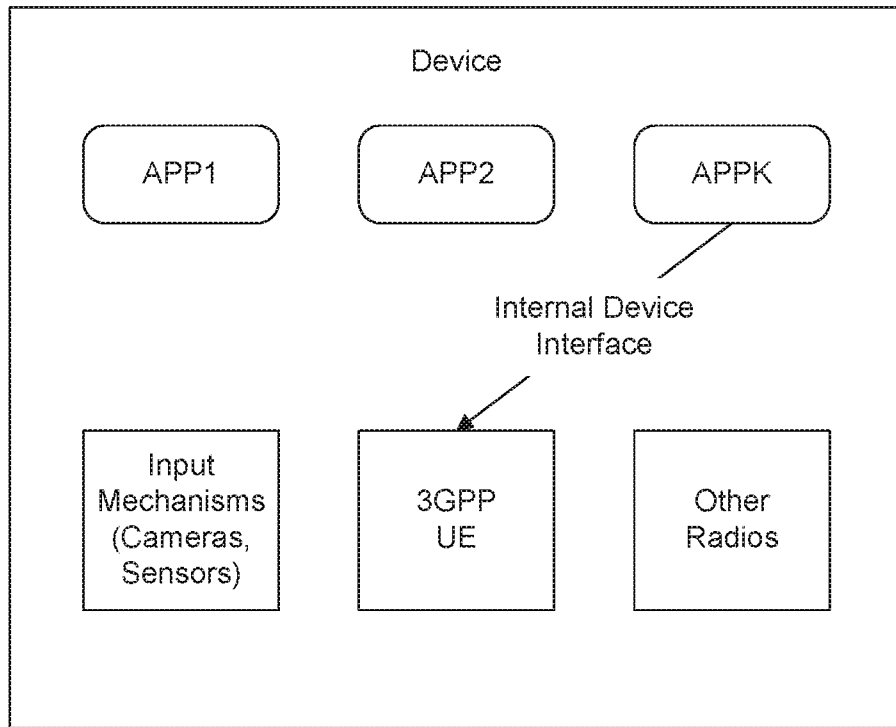 Device
APP1
APP2
APPK
Internal Device
Interface
Input
Mechanisms
(Cameras,
Sensors)
3GPP
UE
Other
Radios